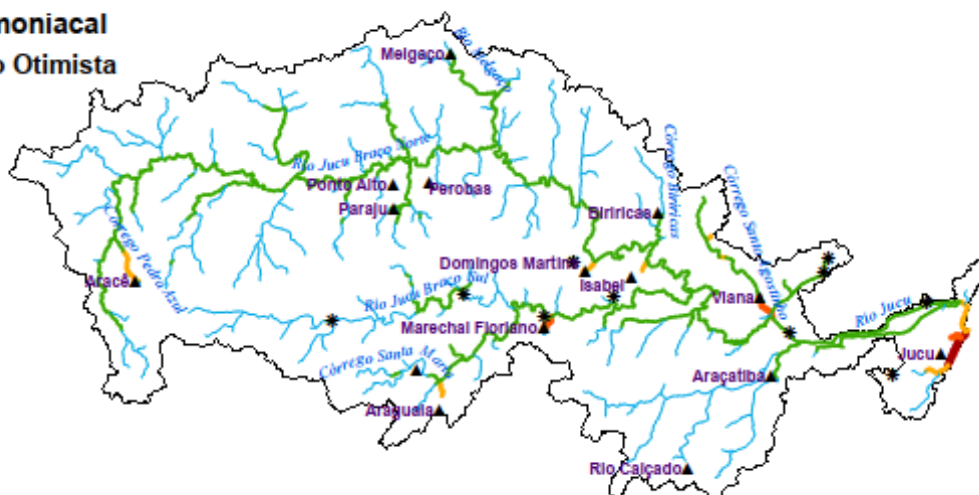 moniacal
o Otimista
Melgaço
Rio Melgaço
Rio Jucu Braço Norte
Ponto Alto
Perobas
Paraju
Biriricas
Córrego Biriricas
Córrego Santo Agostinho
Córrego Pedra Azul
Aracê
Domingos Martins
Isabel
Viana
Rio Jucu Braço Sul
Marechal Floriano
Rio Jucu
Jucu
Córrego Santa Maria
Araguaia
Araçatiba
Rio Calçado